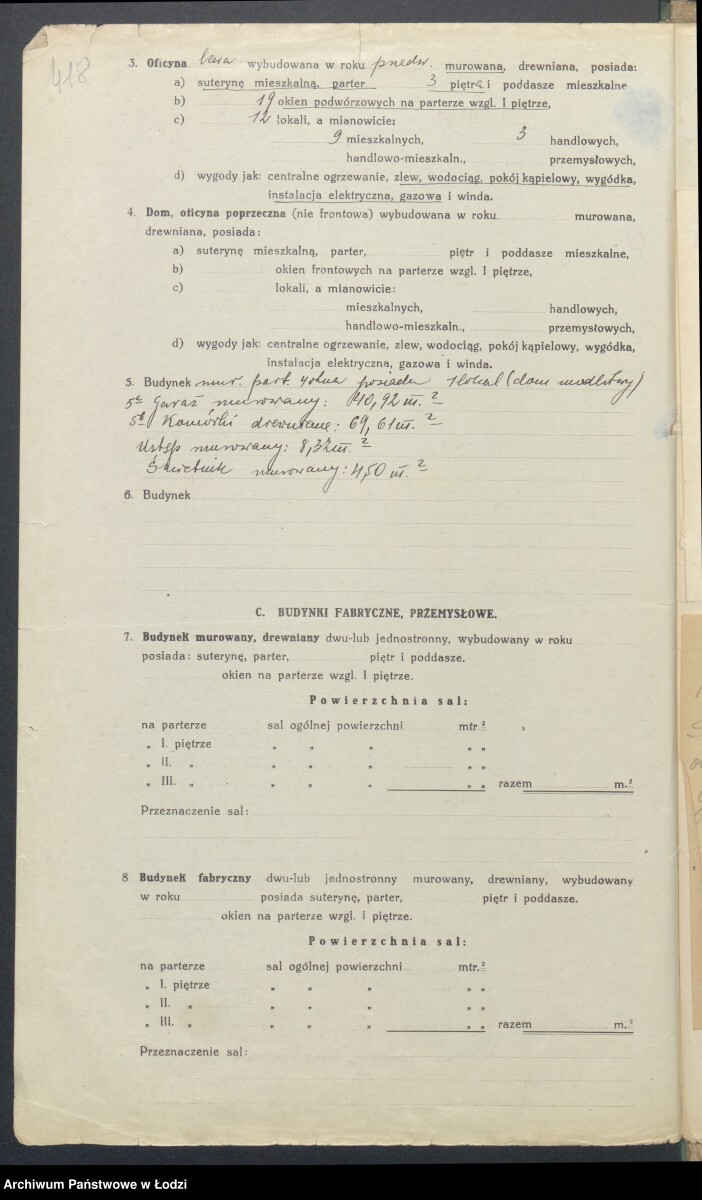 418
3. Oficyna lewa wybudowana w roku przedw. murowana, drewniana, posiada:
a) suterynę mieszkalną, parter 3 piętra i poddasze mieszkalne
b) 19 okien podwórzowych na parterze wzgl. I piętrze,
c) 12 lokali, a mianowicie:
9 mieszkalnych, 3 handlowych,
handlowo-mieszkaln., przemysłowych,
d) wygody jak: centralne ogrzewanie, zlew, wodociąg, pokój kąpielowy, wygódka,
instalacja elektryczna, gazowa i winda.
4. Dom, oficyna poprzeczna (nie frontowa) wybudowana w roku murowana,
drewniana, posiada:
a) suterynę mieszkalną, parter, piętr i poddasze mieszkalne,
b) okien frontowych na parterze wzgl. I piętrze,
c) lokali, a mianowicie:
mieszkalnych, handlowych,
handlowo-mieszkaln., przemysłowych,
d) wygody jak: centralne ogrzewanie, zlew, wodociąg, pokój kąpielowy, wygódka,
instalacja elektryczna, gazowa i winda.
5. Budynek mur. part. 4 okna posiada 1 lokal (dom modlitwy)
5a Garaż murowany: 40,92 m.2
5b Komórki drewniane: 69,61 m.2
Ustęp murowany: 8,37 m.2
Śmietnik murowany: 4,50 m.2
6. Budynek
C. BUDYNKI FABRYCZNE, PRZEMYSŁOWE.
7. Budynek murowany, drewniany dwu-lub jednostronny, wybudowany w roku
posiada: suterynę, parter, piętr i poddasze.
okien na parterze wzgl. I piętrze.
Powierzchnia sal:
na parterze sal ogólnej powierzchni mtr.2
„ I. piętrze „ „ „ „ „
„ II. „ „ „ „ „ „
„ III. „ „ „ „ „ „ razem m.2
Przeznaczenie sal:
8 Budynek fabryczny dwu-lub jednostronny murowany, drewniany, wybudowany
w roku posiada suterynę, parter, piętr i poddasze.
okien na parterze wzgl. I piętrze.
Powierzchnia sal:
na parterze sal ogólnej powierzchni mtr.2
„ I. piętrze „ „ „ „ „
„ II. „ „ „ „ „ „
„ III. „ „ „ „ „ „ razem m.2
Przeznaczenie sal:
Archiwum Państwowe w Łodzi